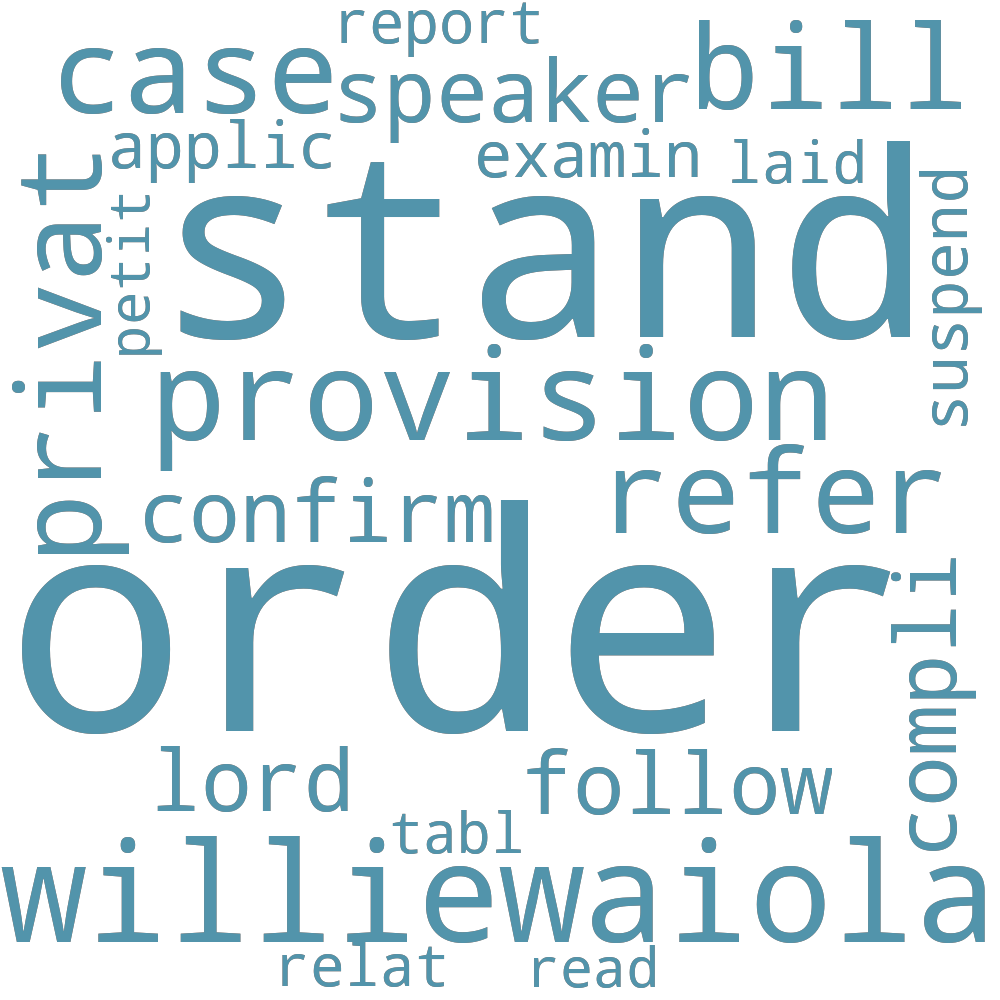 report
case
speaker
bill
applic
examin
laid
privat
petit
stand
suspend
provision
confirm
refer
order
compli
lord
follow
tabl
williewaiola
relat
read